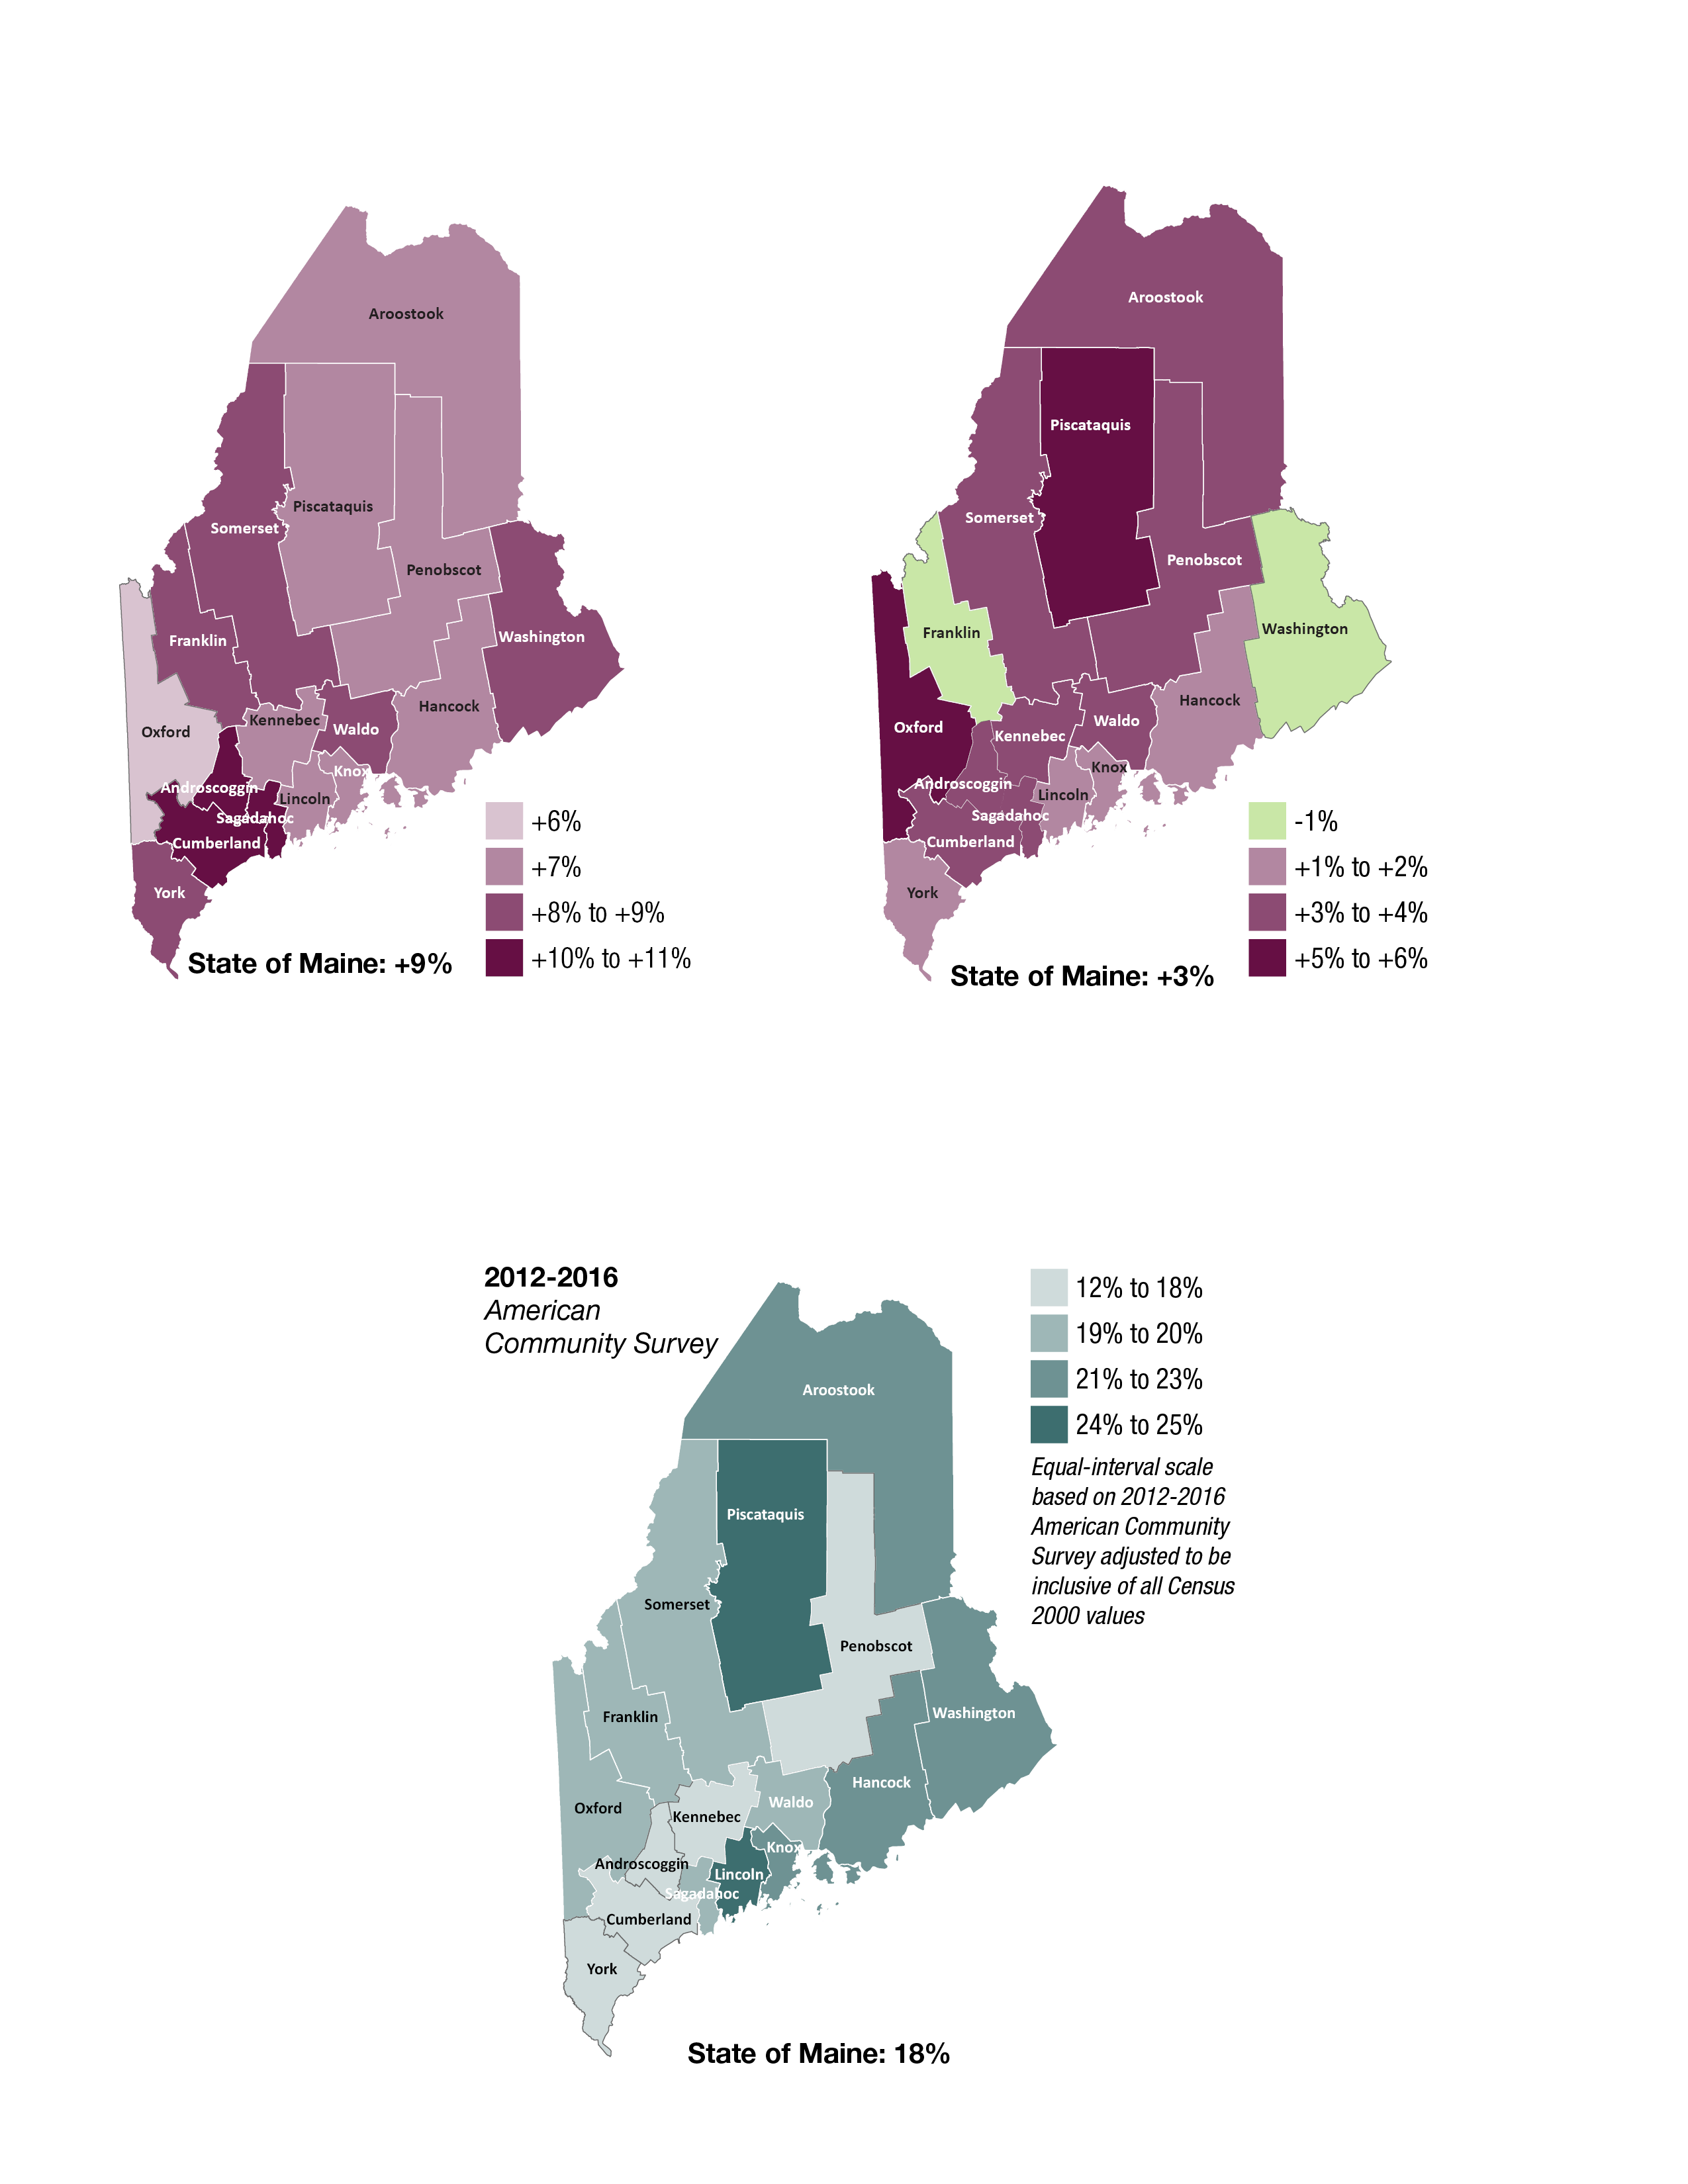 Aroostook
Piscataquis
Somerset
Penobscot
Washington
Franklin
Hancock
Kennebec
Waldo
Oxford
Knox
Androscoggin
Lincoln
Sagadahoc
Cumberland
York
+6%
+7%
+8% to +9%
+10% to +11%
State of Maine: +9%
Aroostook
Piscataquis
Somerset
Penobscot
Washington
Franklin
Hancock
Waldo
Oxford
Kennebec
Knox
Androscoggin
Lincoln
Sagadahoc
Cumberland
York
-1%
+1% to +2%
+3% to +4%
+5% to +6%
State of Maine: +3%
2012-2016
American
Community Survey
12% to 18%
19% to 20%
21% to 23%
24% to 25%
Equal-interval scale
based on 2012-2016
American Community
Survey adjusted to be
inclusive of all Census
2000 values
Aroostook
Piscataquis
Somerset
Penobscot
Washington
Franklin
Hancock
Waldo
Oxford
Kennebec
Knox
Androscoggin
Lincoln
Sagadahoc
Cumberland
York
State of Maine: 18%